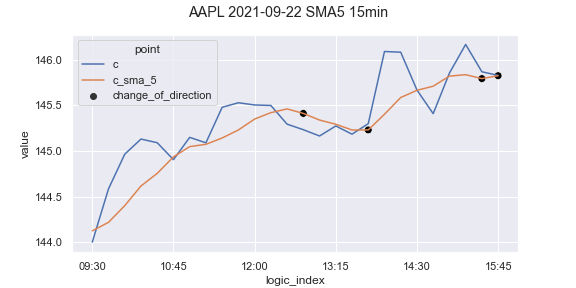 AAPL 2021-09-22 SMA5 15min
point
c
c_sma_5
change_of_direction
value
146.0
145.5
145.0
144.5
144.0
09:30 10:45 12:00 13:15 14:30 15:45
logic_index